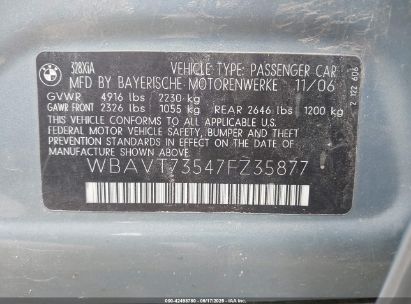 BMW
328XiA
VEHICLE TYPE: PASSENGER CAR
MFD BY BAYERISCHE MOTORENWERKE 11/06
GVWR 4916 lbs 2230 kg
GAWR FRONT 2326 lbs 1055 kg REAR 2646 lbs 1200 kg
THIS VEHICLE CONFORMS TO ALL APPLICABLE
FEDERAL MOTOR VEHICLE SAFETY, BUMPER AND THEFT
PREVENTION STANDARDS IN EFFECT ON THE DATE OF
MANUFACTURE SHOWN ABOVE.
WBAVT73547FZ35877